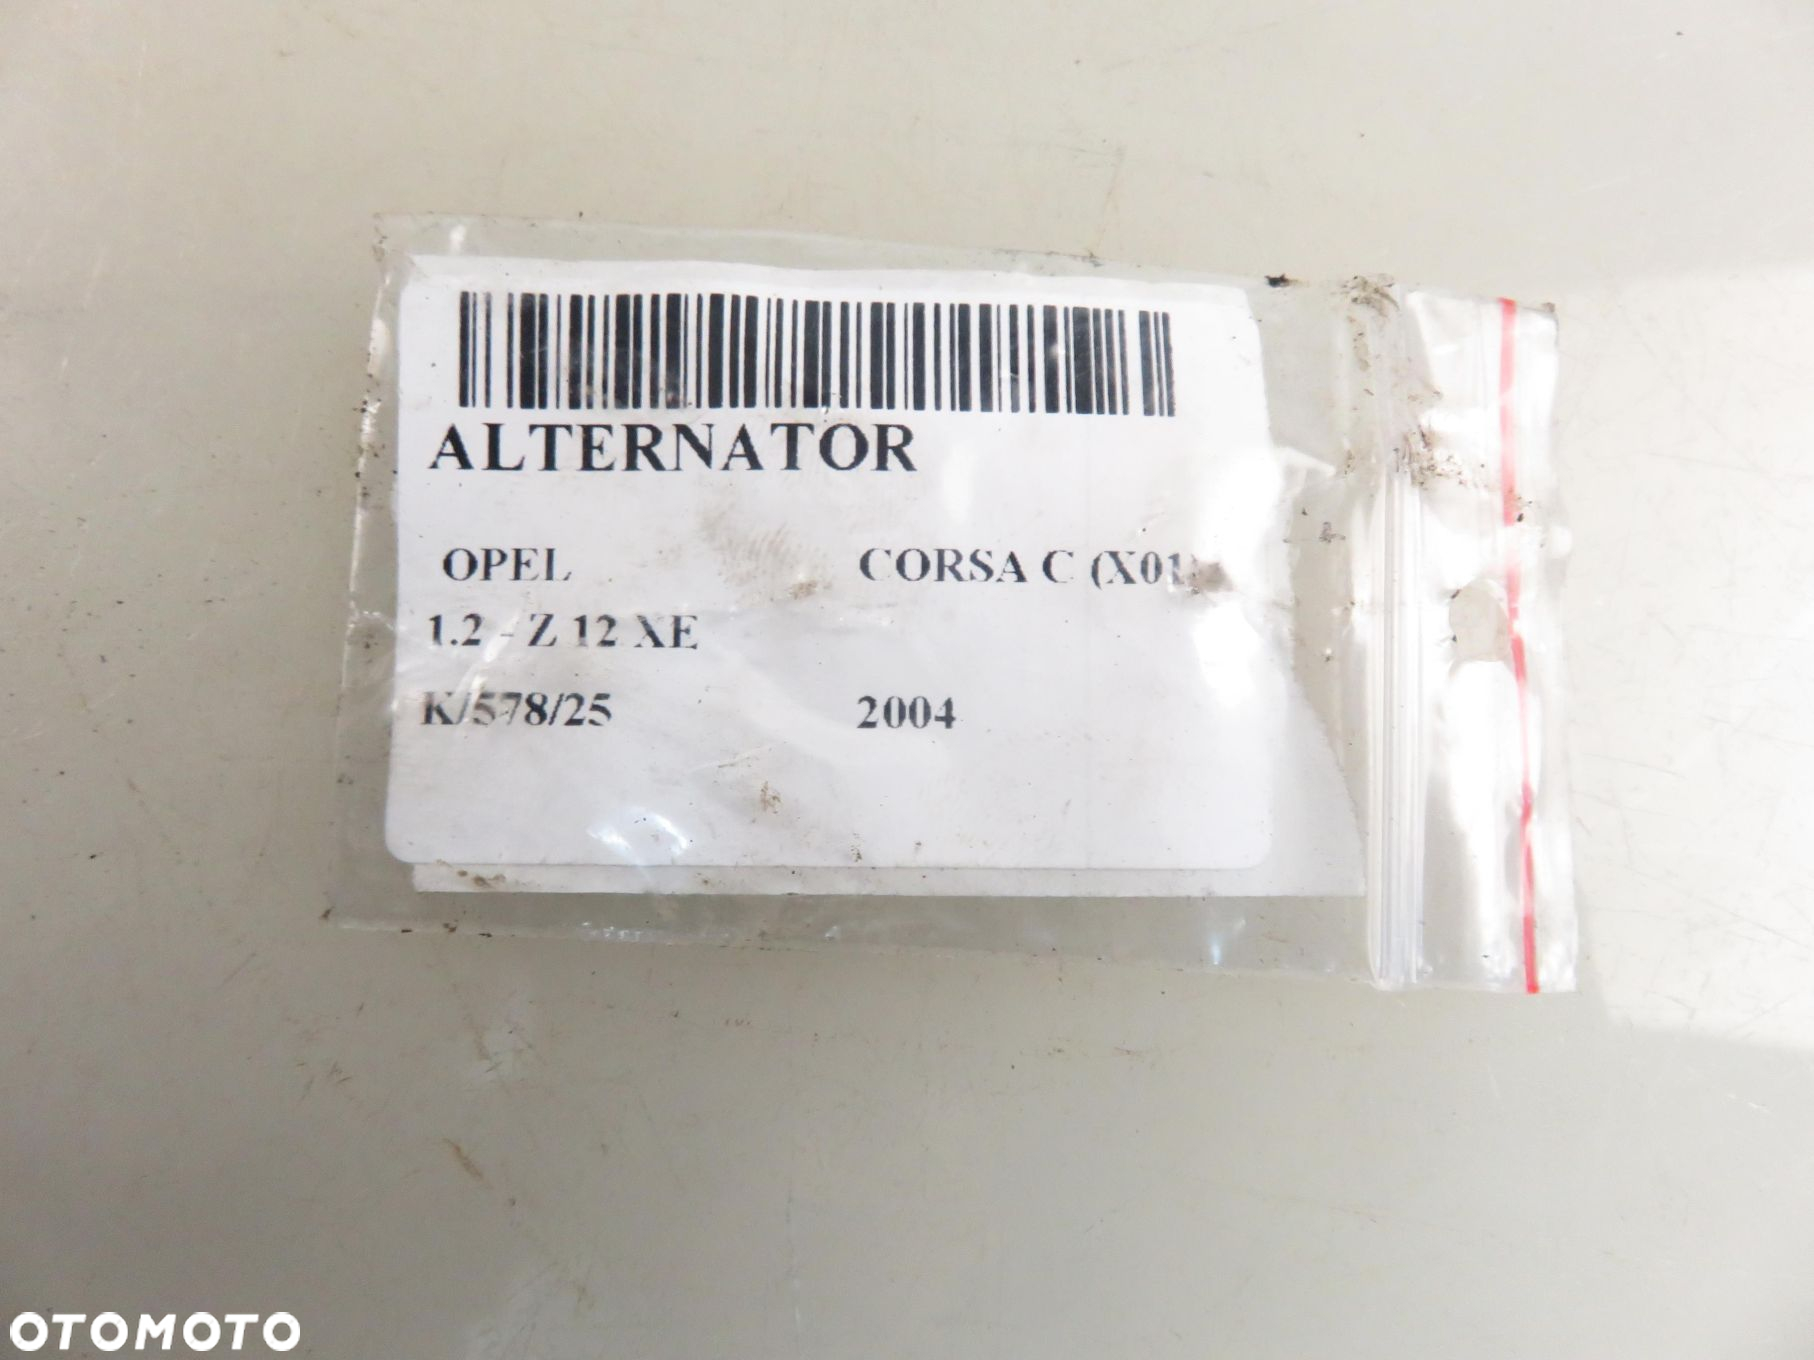 ALTERNATOR
OPEL CORSA C (X01)
1.2 - Z 12 XE
K/578/25 2004
OTOMOTO